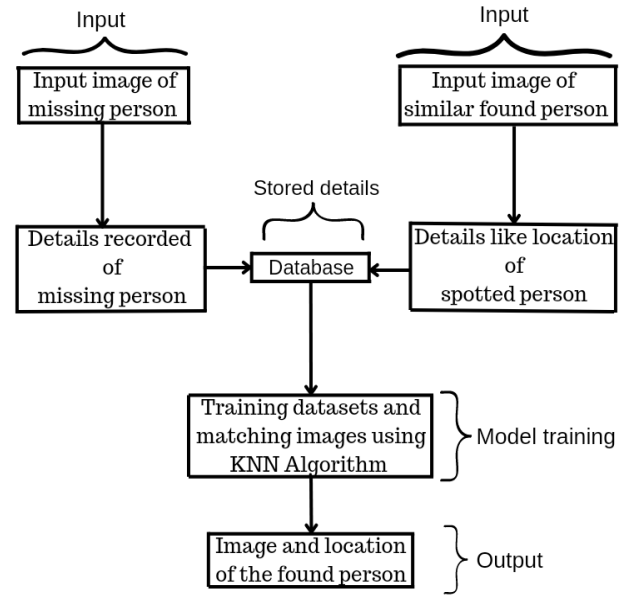 Input
Input
Input image of
missing person
Input image of
similar found person
Stored details
Details recorded
of
missing person
Database
Details like location
of
spotted person
Training datasets and
matching images using
KNN Algorithm
Model training
Image and location
of the found person
Output